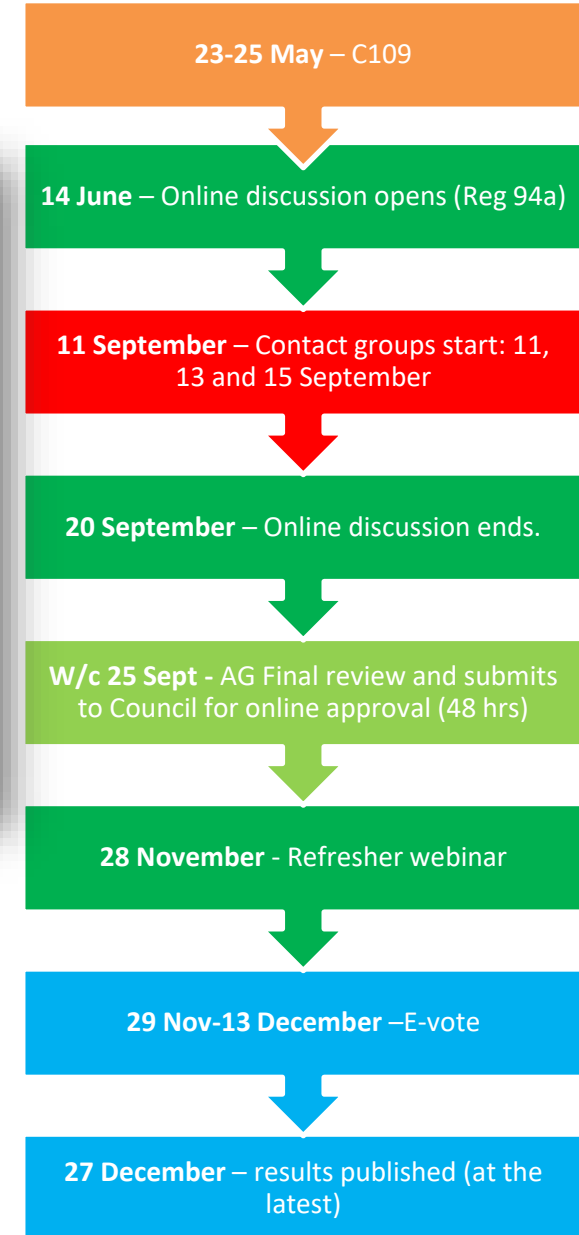 23-25 May – C109
14 June – Online discussion opens (Reg 94a)
11 September – Contact groups start: 11,
13 and 15 September
20 September – Online discussion ends.
W/c 25 Sept - AG Final review and submits
to Council for online approval (48 hrs)
28 November - Refresher webinar
29 Nov-13 December –E-vote
27 December – results published (at the
latest)